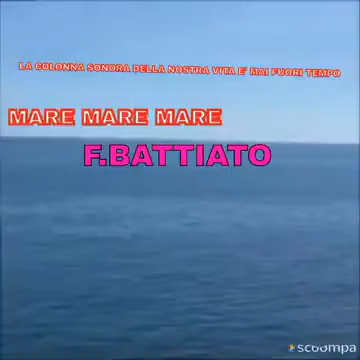 LA COLONNA SONORA DELLA NOSTRA VITA E' MAI FUORI TEMPO
MARE MARE MARE
F.BATTIATO
scoompa